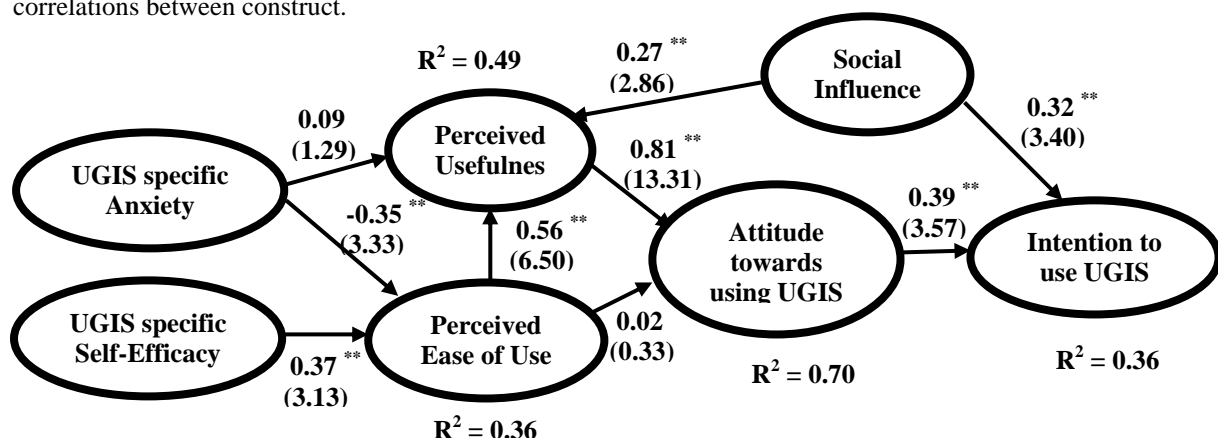 correlations between construct.
R² = 0.49
0.27 **
(2.86)
Social
Influence
0.32 **
(3.40)
0.09
(1.29)
Perceived
Usefulnes
0.81 **
(13.31)
UGIS specific
Anxiety
-0.35 **
(3.33)
0.56 **
(6.50)
Attitude
towards
using UGIS
0.39 **
(3.57)
Intention to
use UGIS
UGIS specific
Self-Efficacy
0.37 **
(3.13)
Perceived
Ease of Use
0.02
(0.33)
R² = 0.70
R² = 0.36
R² = 0.36